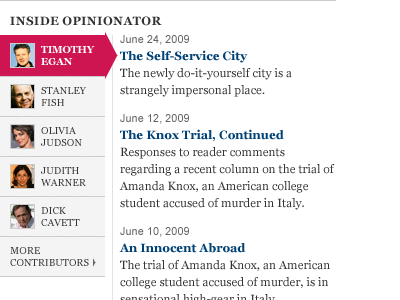 INSIDE OPINIONATOR
TIMOTHY
EGAN
STANLEY
FISH
OLIVIA
JUDSON
JUDITH
WARNER
DICK
CAVETT
MORE
CONTRIBUTORS
June 24, 2009
The Self-Service City
The newly do-it-yourself city is a
strangely impersonal place.
June 12, 2009
The Knox Trial, Continued
Responses to reader comments
regarding a recent column on the trial of
Amanda Knox, an American college
student accused of murder in Italy.
June 10, 2009
An Innocent Abroad
The trial of Amanda Knox, an American
college student accused of murder, is in
sensational high-gear in Italy.